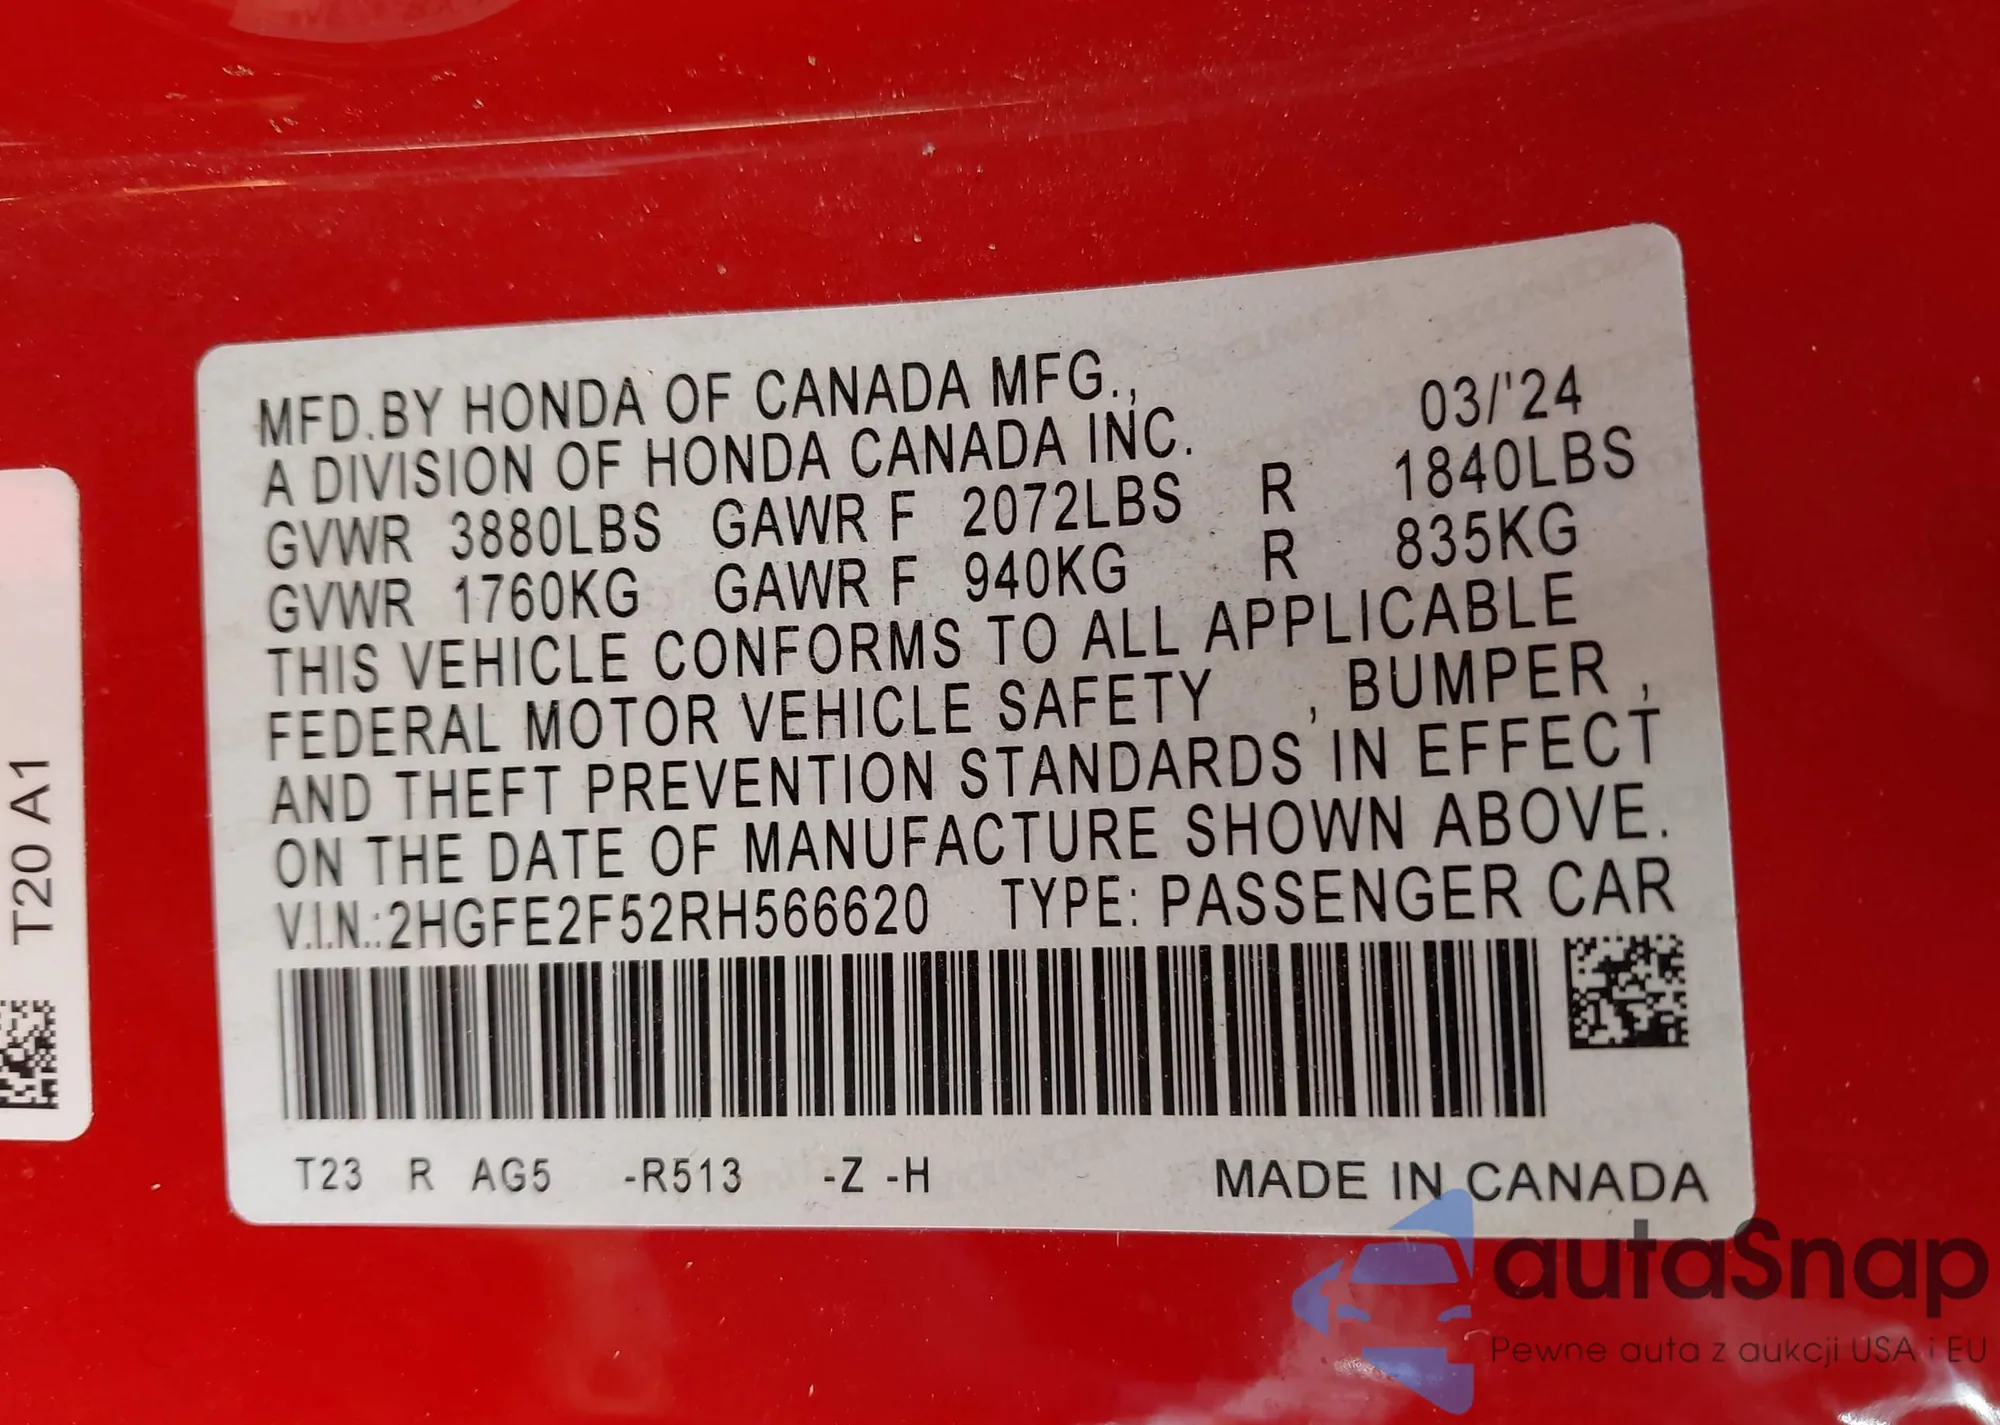 MFD.BY HONDA OF CANADA MFG.,
A DIVISION OF HONDA CANADA INC. 03/'24
GVWR 3880LBS GAWR F 2072LBS R 1840LBS
GVWR 1760KG GAWR F 940KG R 835KG
THIS VEHICLE CONFORMS TO ALL APPLICABLE
FEDERAL MOTOR VEHICLE SAFETY , BUMPER ,
AND THEFT PREVENTION STANDARDS IN EFFECT
ON THE DATE OF MANUFACTURE SHOWN ABOVE.
V.I.N.:2HGFE2F52RH566620 TYPE: PASSENGER CAR
T23 R AG5 -R513 -Z -H MADE IN CANADA
T20 A1
autaSnap
Pewne auta z aukcji USA i EU